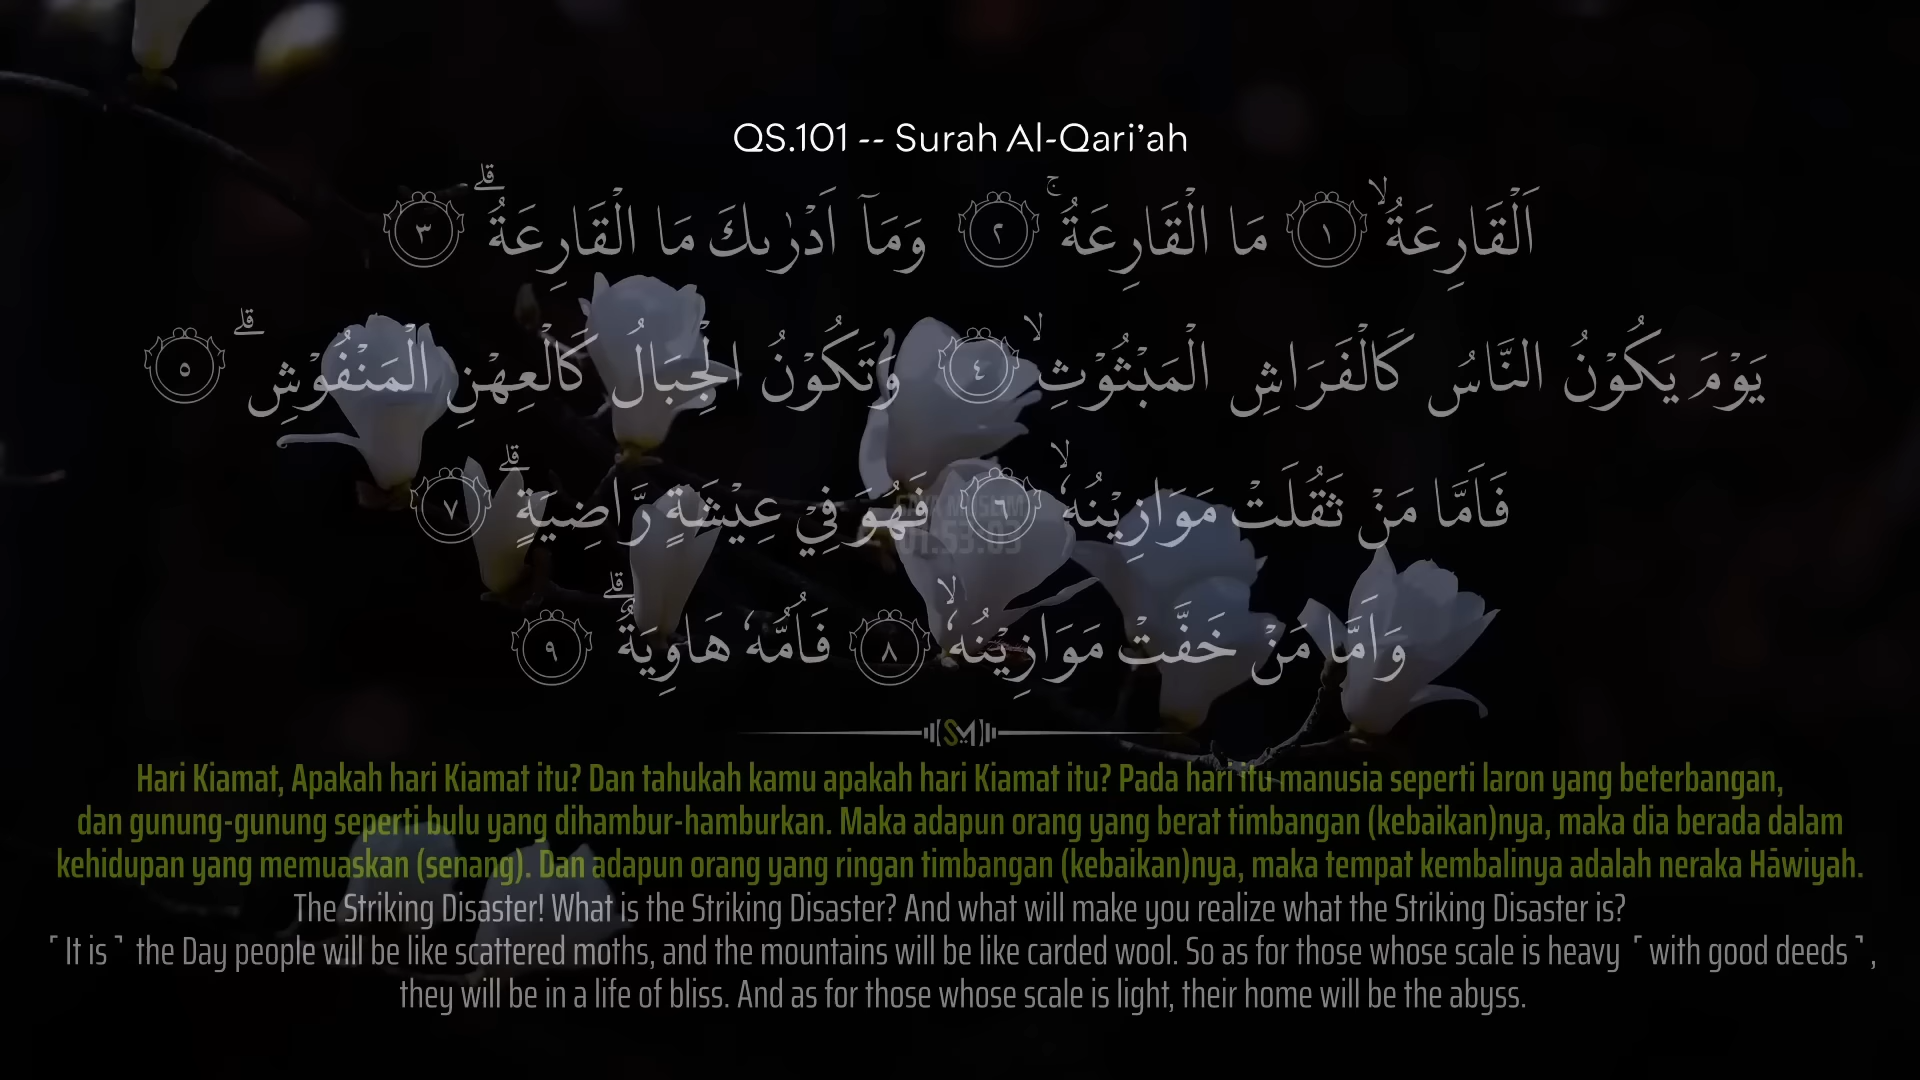 QS.101 -- Surah Al-Qari'ah
اَلْقَارِعَةُۙ ١ مَا الْقَارِعَةُۚ ٢ وَمَآ اَدْرٰىكَ مَا الْقَارِعَةُۗ ٣
يَوْمَ يَكُوْنُ النَّاسُ كَالْفَرَاشِ الْمَبْثُوْثِۙ ٤ وَتَكُوْنُ الْجِبَالُ كَالْعِهْنِ الْمَنْفُوْشِۗ ٥
فَاَمَّا مَنْ ثَقُلَتْ مَوَازِيْنُهٗۙ ٦ فَهُوَ فِيْ عِيْشَةٍ رَّاضِيَةٍۗ ٧
SAYA MUSLIM
01:53:03
وَاَمَّا مَنْ خَفَّتْ مَوَازِيْنُهٗۙ ٨ فَاُمُّهٗ هَاوِيَةٌۗ ٩
SM
Hari Kiamat, Apakah hari Kiamat itu? Dan tahukah kamu apakah hari Kiamat itu? Pada hari itu manusia seperti laron yang beterbangan,
dan gunung-gunung seperti bulu yang dihambur-hamburkan. Maka adapun orang yang berat timbangan (kebaikan)nya, maka dia berada dalam
kehidupan yang memuaskan (senang). Dan adapun orang yang ringan timbangan (kebaikan)nya, maka tempat kembalinya adalah neraka Hāwiyah.
The Striking Disaster! What is the Striking Disaster? And what will make you realize what the Striking Disaster is?
˹It is˺ the Day people will be like scattered moths, and the mountains will be like carded wool. So as for those whose scale is heavy ˹with good deeds˺,
they will be in a life of bliss. And as for those whose scale is light, their home will be the abyss.